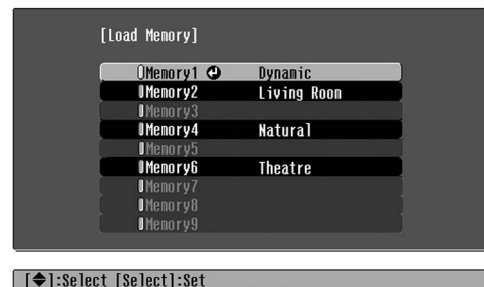 [Load Memory]
Memory1 Dynamic
Memory2 Living Room
Memory3
Memory4 Natural
Memory5
Memory6 Theatre
Memory7
Memory8
Memory9
[◆]:Select [Select]:Set